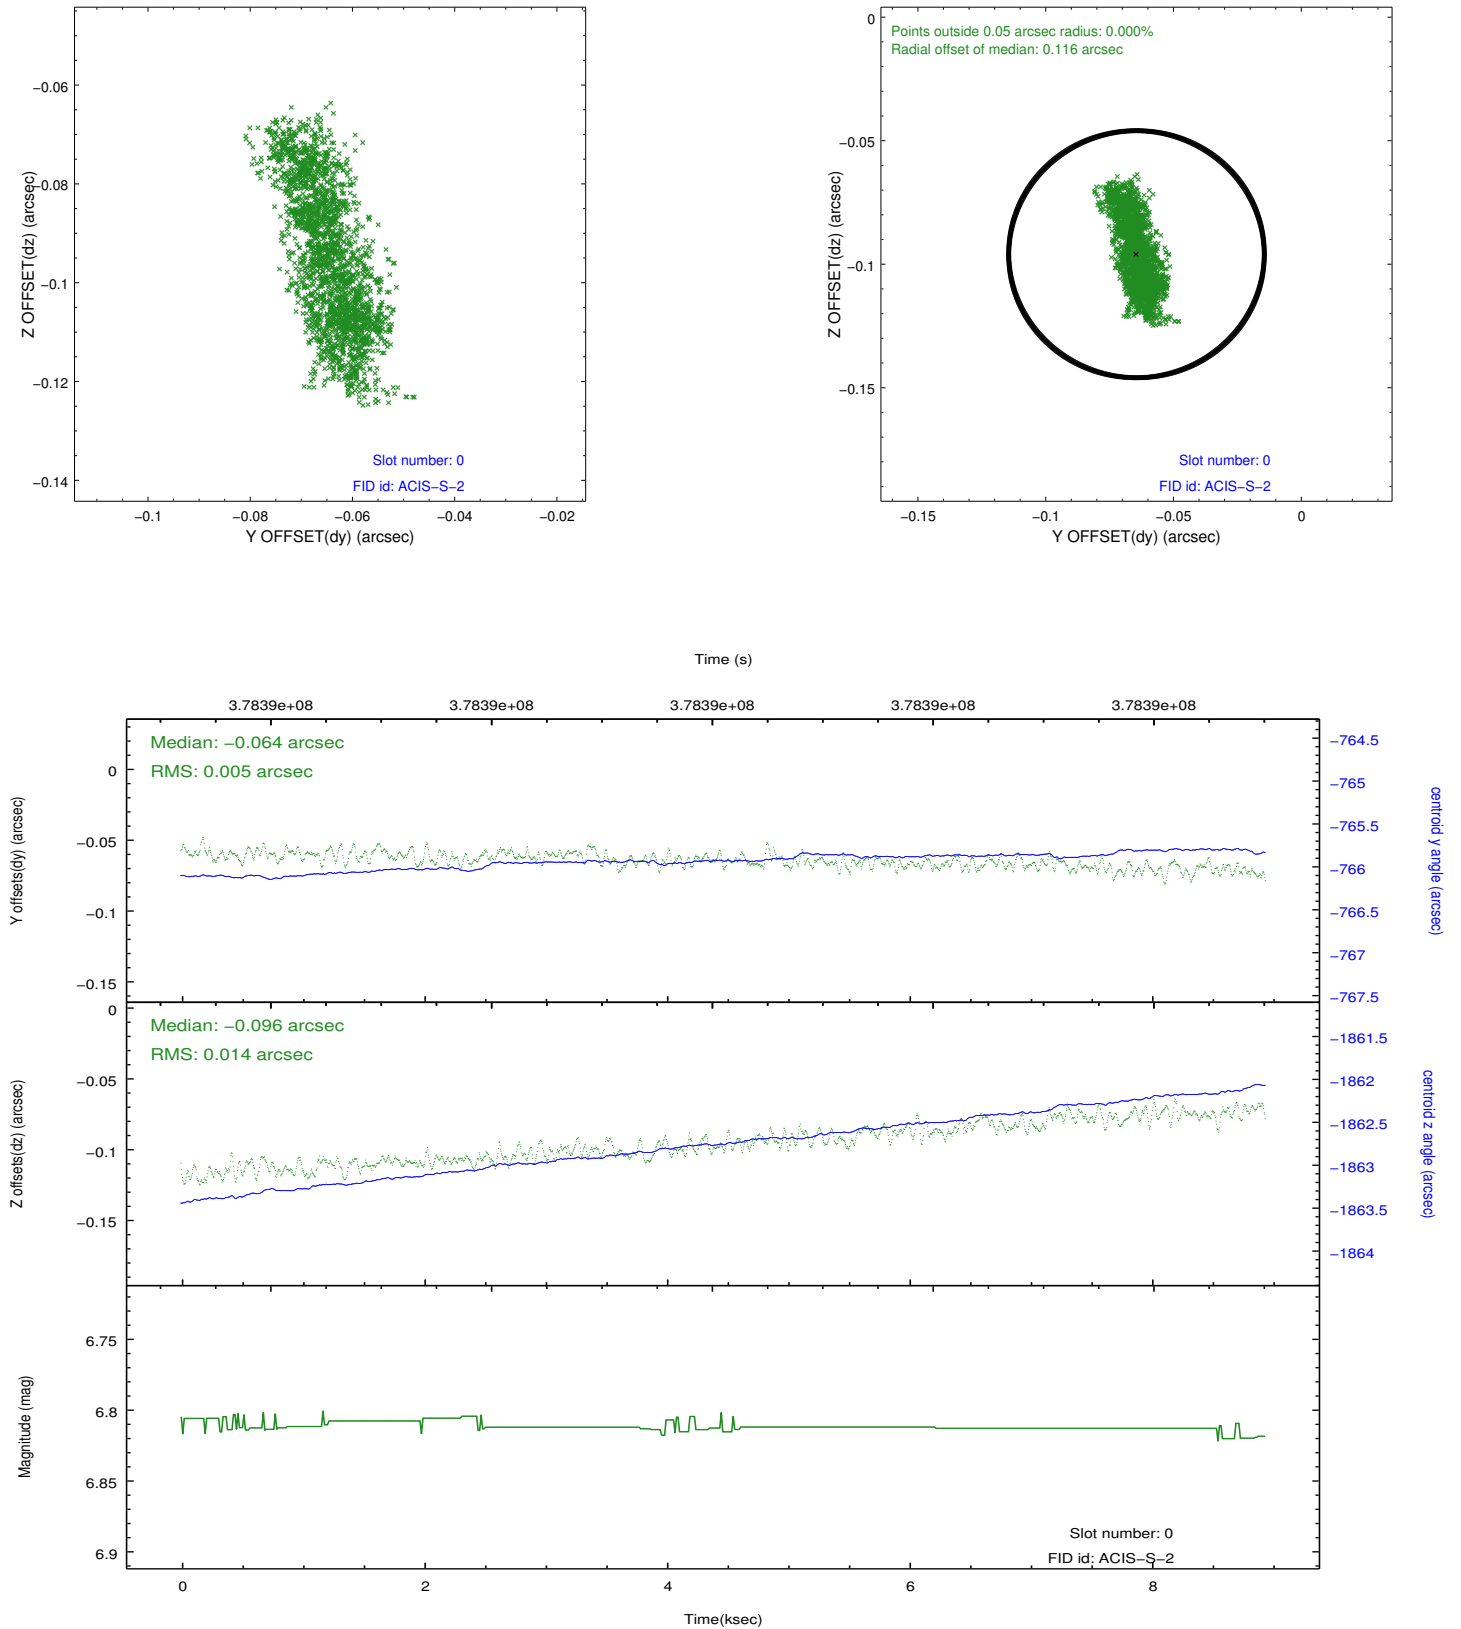 −0.06
−0.08
−0.1
−0.12
−0.14
Z OFFSET(dz) (arcsec)
Slot number: 0
FID id: ACIS−S−2
−0.1
−0.08
−0.06
−0.04
−0.02
Y OFFSET(dy) (arcsec)
Points outside 0.05 arcsec radius: 0.000%
Radial offset of median: 0.116 arcsec
0
−0.05
−0.1
−0.15
Z OFFSET(dz) (arcsec)
Slot number: 0
FID id: ACIS−S−2
−0.15
−0.1
−0.05
0
Y OFFSET(dy) (arcsec)
Time (s)
3.7839e+08
3.7839e+08
3.7839e+08
3.7839e+08
3.7839e+08
Median: −0.064 arcsec
RMS: 0.005 arcsec
0
−0.05
−0.1
−0.15
Y offsets(dy) (arcsec)
−764.5
−765
−765.5
−766
−766.5
−767
−767.5
centroid y angle (arcsec)
Median: −0.096 arcsec
RMS: 0.014 arcsec
0
−0.05
−0.1
−0.15
Z offsets(dz) (arcsec)
−1861.5
−1862
−1862.5
−1863
−1863.5
−1864
centroid z angle (arcsec)
6.75
6.8
6.85
6.9
Magnitude (mag)
Slot number: 0
FID id: ACIS−S−2
0
2
4
6
8
Time(ksec)